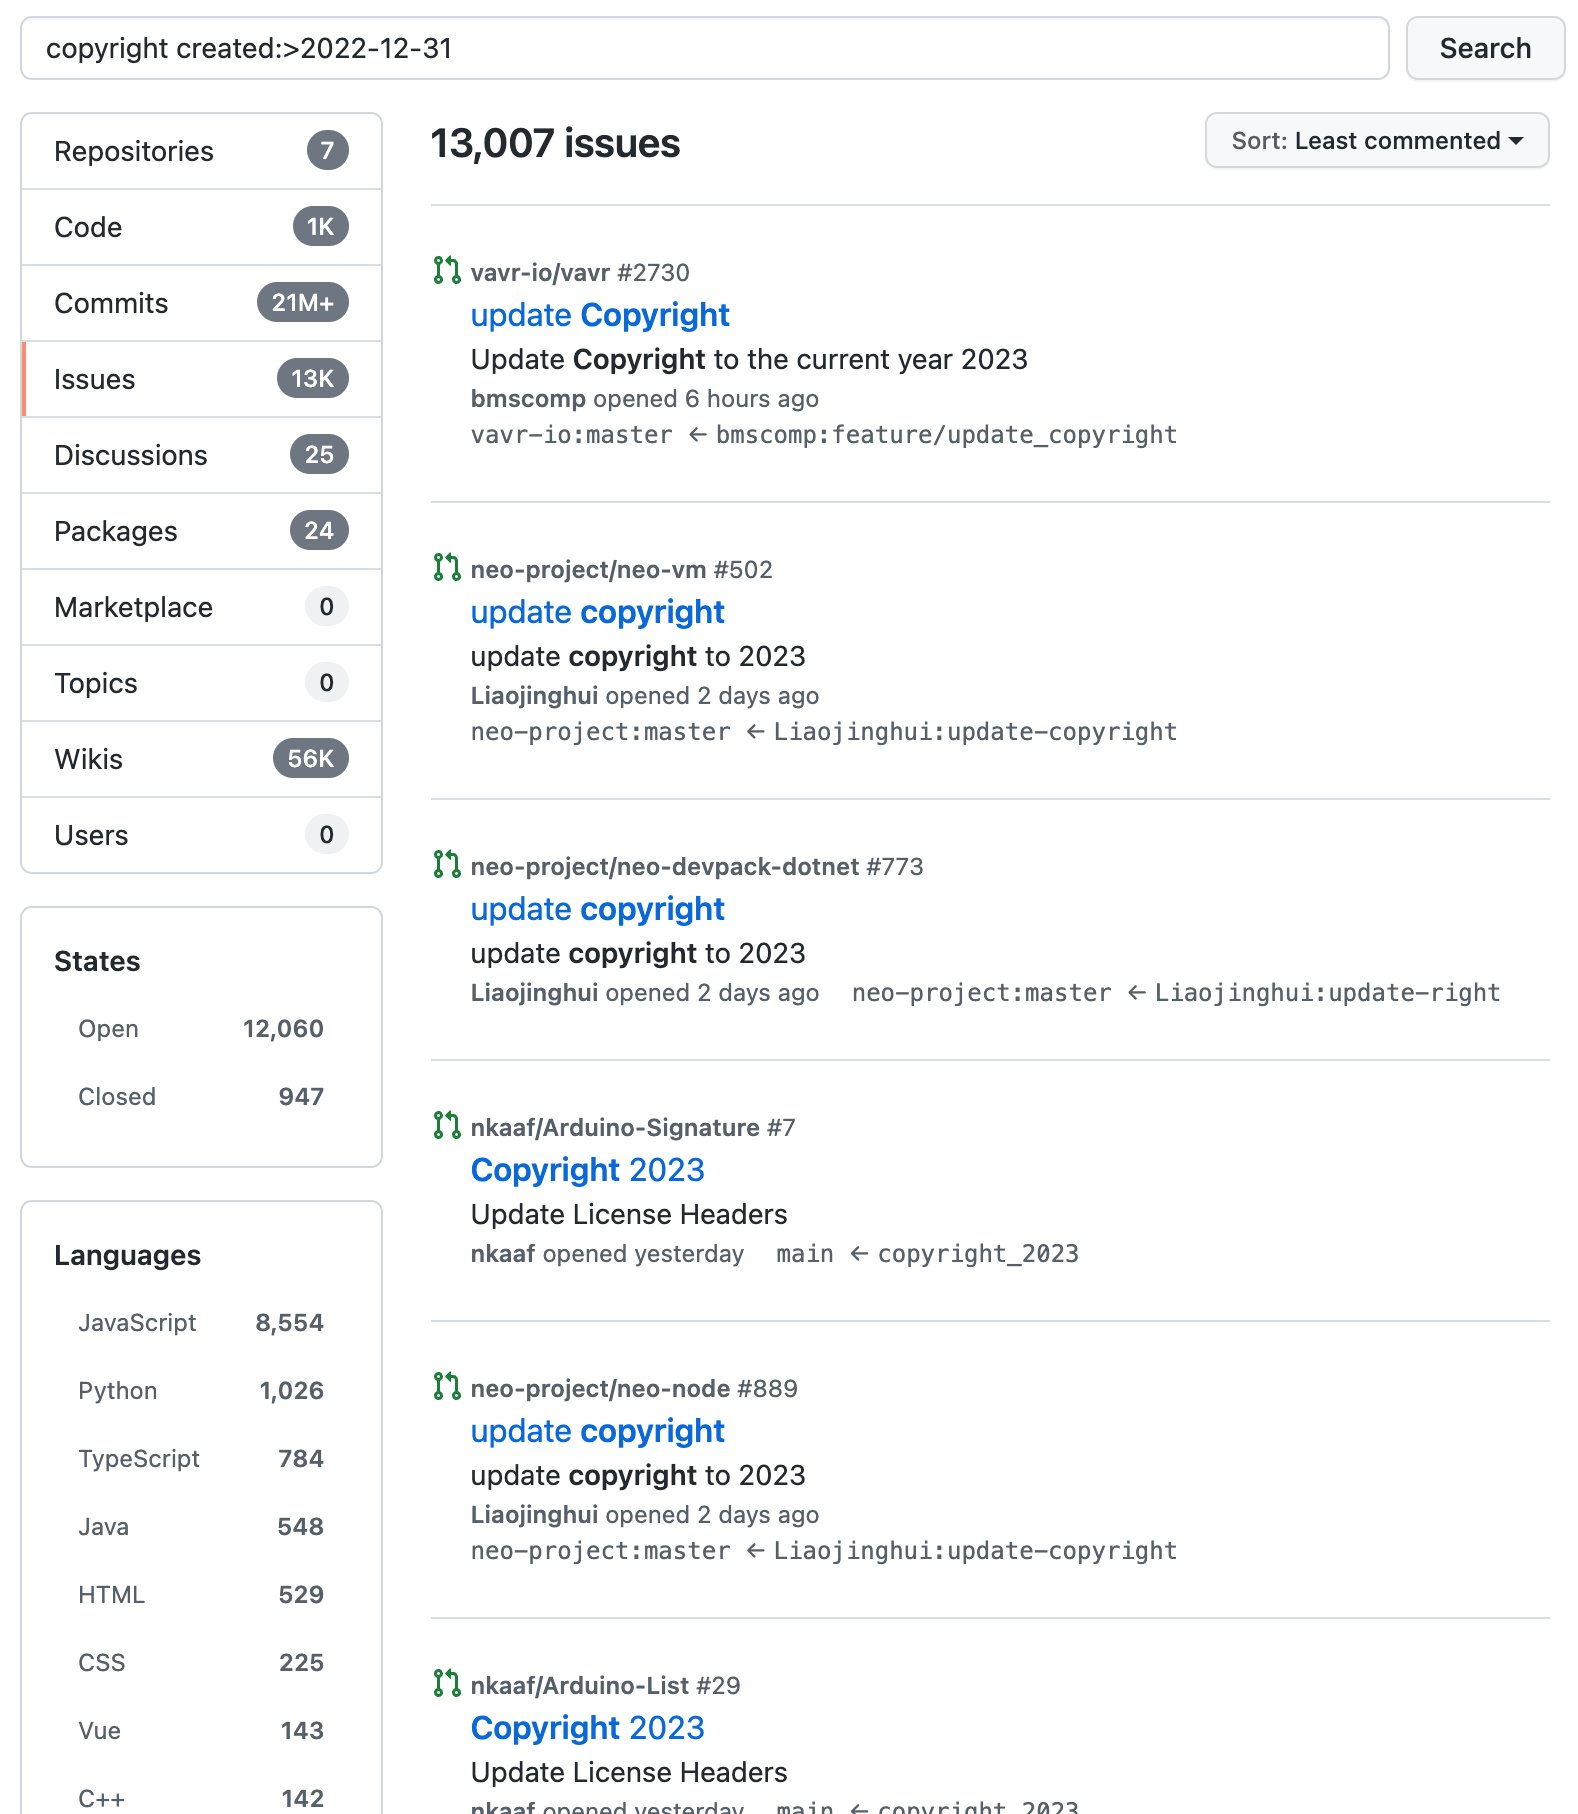 copyright created:>2022-12-31
Search
Repositories 7
Code 1K
Commits 21M+
Issues 13K
Discussions 25
Packages 24
Marketplace 0
Topics 0
Wikis 56K
Users 0
States
Open 12,060
Closed 947
Languages
JavaScript 8,554
Python 1,026
TypeScript 784
Java 548
HTML 529
CSS 225
Vue 143
C++ 142
13,007 issues
Sort: Least commented
vavr-io/vavr #2730
update Copyright
Update Copyright to the current year 2023
bmscomp opened 6 hours ago
vavr-io:master ← bmscomp:feature/update_copyright
neo-project/neo-vm #502
update copyright
update copyright to 2023
Liaojinghui opened 2 days ago
neo-project:master ← Liaojinghui:update-copyright
neo-project/neo-devpack-dotnet #773
update copyright
update copyright to 2023
Liaojinghui opened 2 days ago neo-project:master ← Liaojinghui:update-right
nkaaf/Arduino-Signature #7
Copyright 2023
Update License Headers
nkaaf opened yesterday main ← copyright_2023
neo-project/neo-node #889
update copyright
update copyright to 2023
Liaojinghui opened 2 days ago
neo-project:master ← Liaojinghui:update-copyright
nkaaf/Arduino-List #29
Copyright 2023
Update License Headers
nkaaf opened yesterday main ← copyright_2023